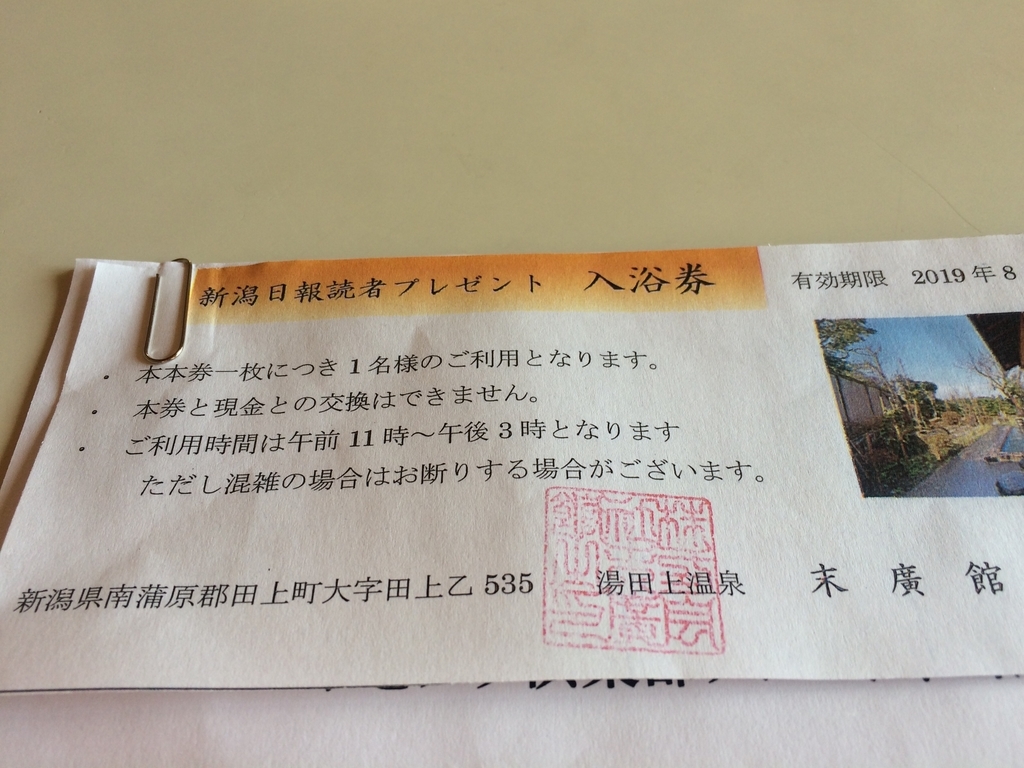 新潟日報読者プレゼント 入浴券
有効期限 2019年8
・ 本本券一枚につき1名様のご利用となります。
・ 本券と現金との交換はできません。
・ ご利用時間は午前11時～午後3時となります
ただし混雑の場合はお断りする場合がございます。
新潟県南蒲原郡田上町大字田上乙535 湯田上温泉 末廣館